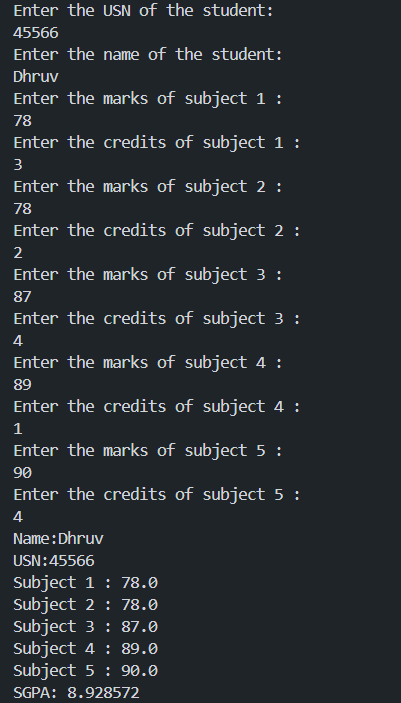 Enter the USN of the student:
45566
Enter the name of the student:
Dhruv
Enter the marks of subject 1 :
78
Enter the credits of subject 1 :
3
Enter the marks of subject 2 :
78
Enter the credits of subject 2 :
2
Enter the marks of subject 3 :
87
Enter the credits of subject 3 :
4
Enter the marks of subject 4 :
89
Enter the credits of subject 4 :
1
Enter the marks of subject 5 :
90
Enter the credits of subject 5 :
4
Name:Dhruv
USN:45566
Subject 1 : 78.0
Subject 2 : 78.0
Subject 3 : 87.0
Subject 4 : 89.0
Subject 5 : 90.0
SGPA: 8.928572